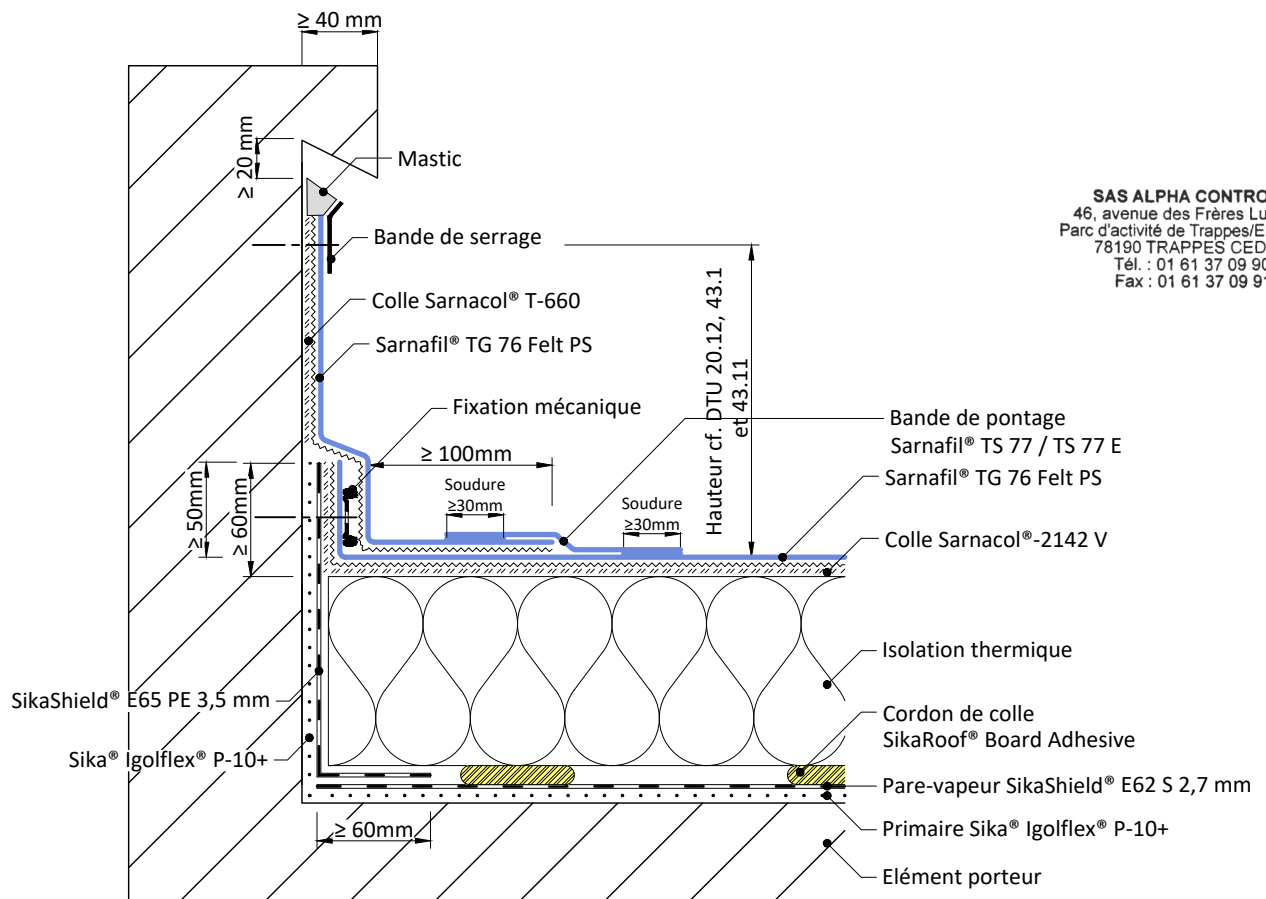 ≥ 40 mm
≥ 20 mm
Mastic
Bande de serrage
Colle Sarnacol® T-660
Sarnafil® TG 76 Felt PS
Fixation mécanique
≥ 100mm
Soudure
≥30mm
Soudure
≥30mm
Hauteur cf. DTU 20.12, 43.1
et 43.11
≥ 50mm
≥ 60mm
SAS ALPHA CONTRO
46, avenue des Frères Lu
Parc d'activité de Trappes/E
78190 TRAPPES CED
Tél. : 01 61 37 09 90
Fax : 01 61 37 09 91
Bande de pontage
Sarnafil® TS 77 / TS 77 E
Sarnafil® TG 76 Felt PS
Colle Sarnacol®-2142 V
Isolation thermique
Cordon de colle
SikaRoof® Board Adhesive
Pare-vapeur SikaShield® E62 S 2,7 mm
Primaire Sika® Igolflex® P-10+
Elément porteur
SikaShield® E65 PE 3,5 mm
Sika® Igolflex® P-10+
≥ 60mm